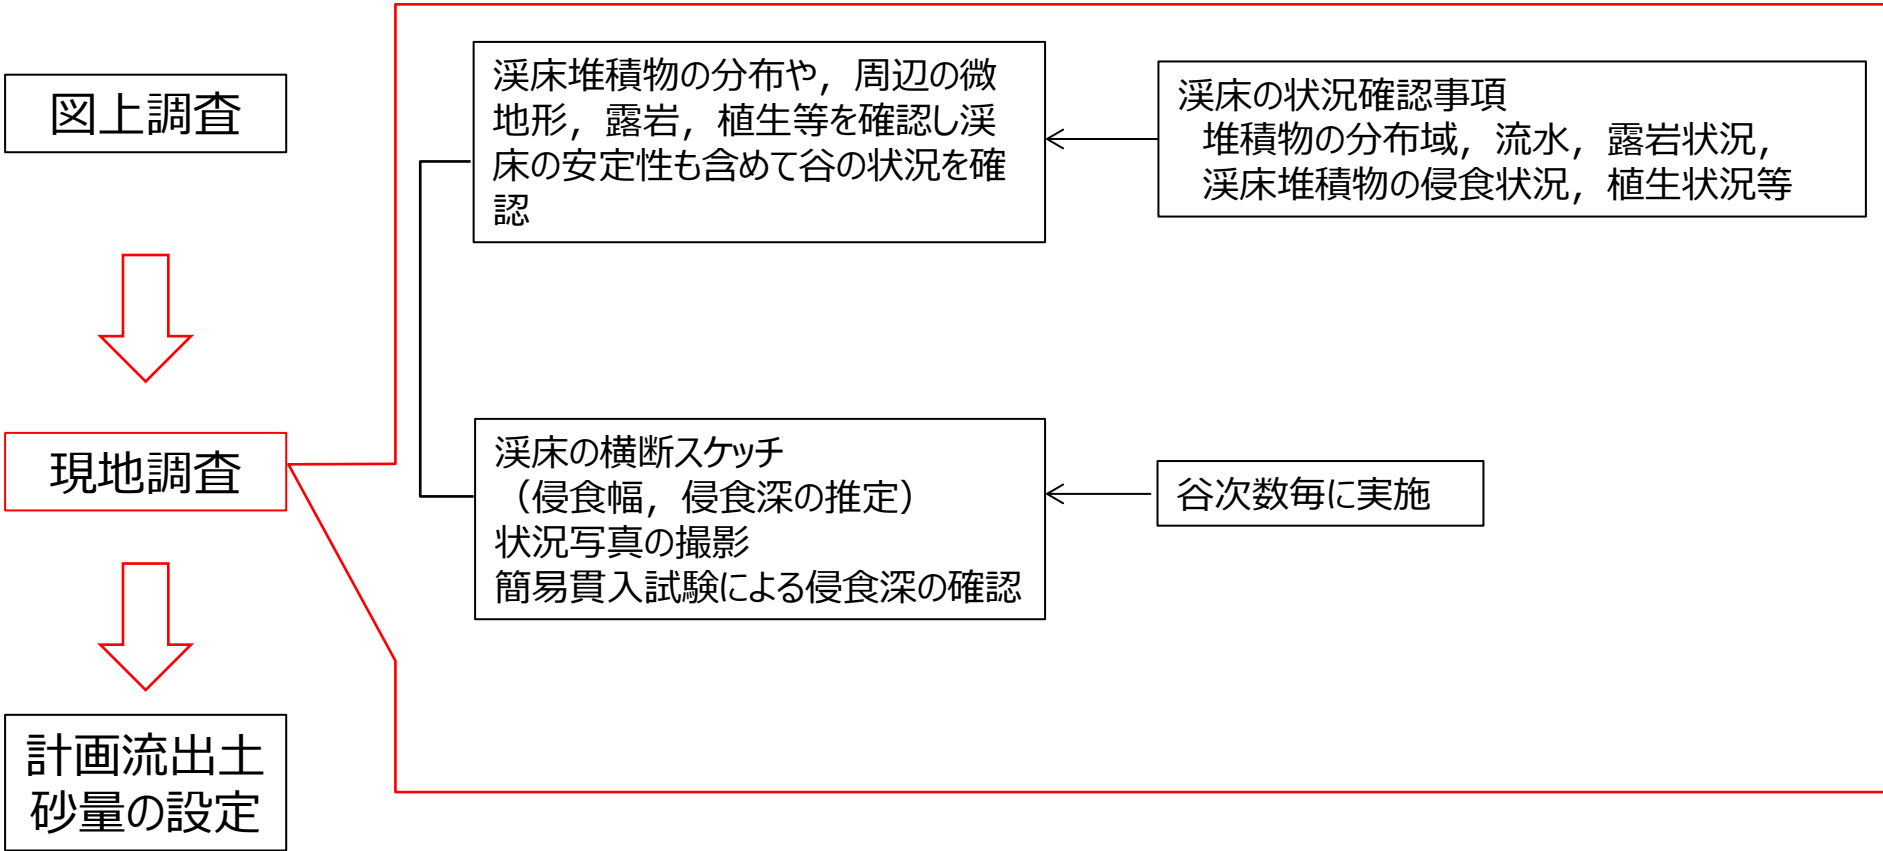 図上調査
現地調査
計画流出土
砂量の設定
渓床堆積物の分布や，周辺の微
地形，露岩，植生等を確認し渓
床の安定性も含めて谷の状況を確
認
渓床の状況確認事項
堆積物の分布域，流水，露岩状況，
渓床堆積物の侵食状況，植生状況等
渓床の横断スケッチ
（侵食幅，侵食深の推定）
状況写真の撮影
簡易貫入試験による侵食深の確認
谷次数毎に実施